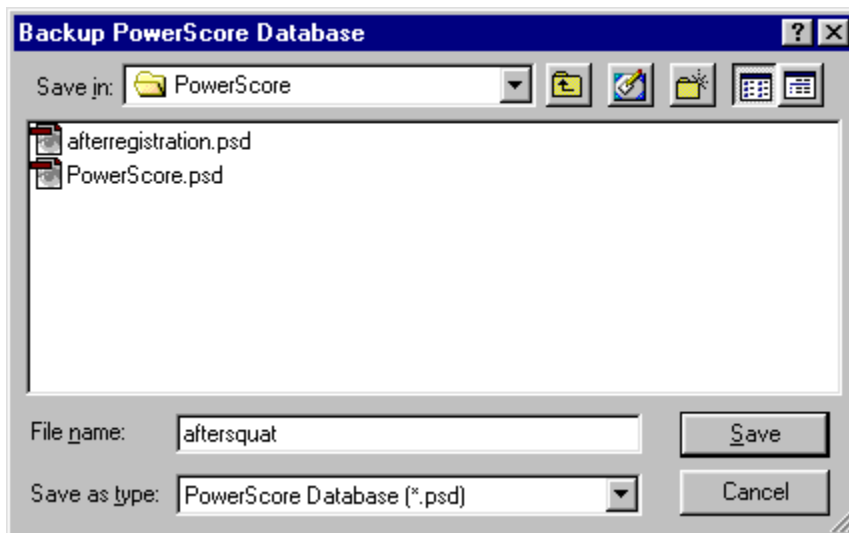 Backup PowerScore Database
Save in: PowerScore
afterregistration.psd
PowerScore.psd
File name: aftersquat Save
Save as type: PowerScore Database (*.psd) Cancel